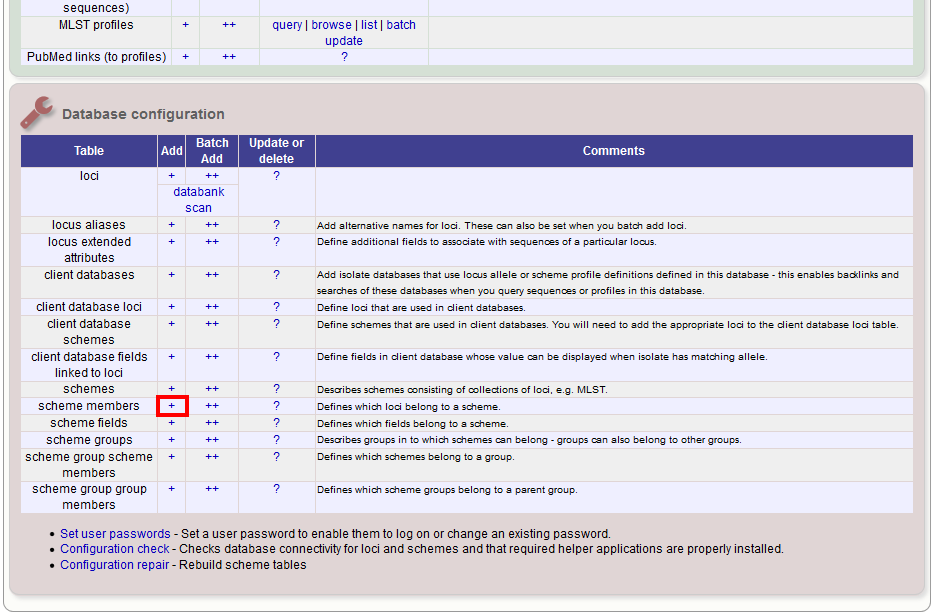 sequences)
MLST profiles + ++ query | browse | list | batch
update
PubMed links (to profiles) + ++ ?
Database configuration
Table Add Batch Add Update or delete Comments
loci + ++ ?
databank
scan
locus aliases + ++ ? Add alternative names for loci. These can also be set when you batch add loci.
locus extended + ++ ? Define additional fields to associate with sequences of a particular locus.
attributes
client databases + ++ ? Add isolate databases that use locus allele or scheme profile definitions defined in this database - this enables backlinks and
searches of these databases when you query sequences or profiles in this database.
client database loci + ++ ? Define loci that are used in client databases.
client database + ++ ? Define schemes that are used in client databases. You will need to add the appropriate loci to the client database loci table.
schemes
client database fields + ++ ? Define fields in client database whose value can be displayed when isolate has matching allele.
linked to loci
schemes + ++ ? Describes schemes consisting of collections of loci, e.g. MLST.
scheme members + ++ ? Defines which loci belong to a scheme.
scheme fields + ++ ? Defines which fields belong to a scheme.
scheme groups + ++ ? Describes groups in to which schemes can belong - groups can also belong to other groups.
scheme group scheme + ++ ? Defines which schemes belong to a group.
members
scheme group group + ++ ? Defines which scheme groups belong to a parent group.
members
• Set user passwords - Set a user password to enable them to log on or change an existing password.
• Configuration check - Checks database connectivity for loci and schemes and that required helper applications are properly installed.
• Configuration repair - Rebuild scheme tables